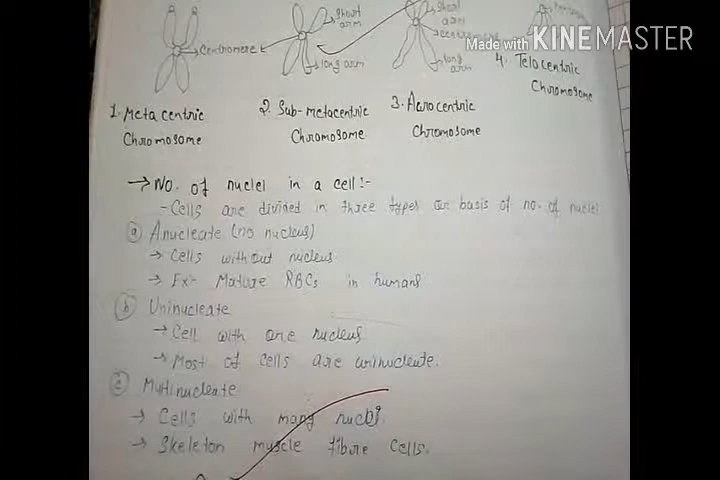 short arm
short arm
Centromere
centromere
Made with KINEMASTER
long arm
long arm
4. Telocentric
Chromosome
1. Metacentric
Chromosome
2. Sub-metacentric
Chromosome
3. Acrocentric
Chromosome
→ No. of nuclei in a cell :-
- Cells are divided in three types on basis of no. of nuclei
(a) Anucleate (no nucleus)
→ Cells without nucleus
→ Ex- Mature RBCs in humans
(b) Uninucleate
→ Cell with one nucleus
→ Most of cells are uninucleate.
(c) Multinucleate
→ Cells with many nuclei
→ Skeleton muscle fibre cells.